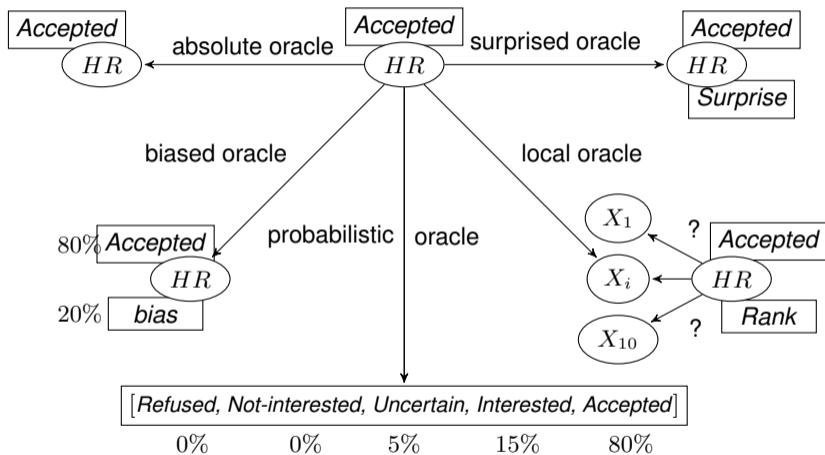 Accepted
HR
absolute oracle
Accepted
HR
surprised oracle
Accepted
HR
Surprise
biased oracle
local oracle
probabilistic oracle
80% Accepted
HR
20% bias
X1
?
Accepted
Xi
HR
X10
?
Rank
[Refused, Not-interested, Uncertain, Interested, Accepted]
0% 0% 5% 15% 80%